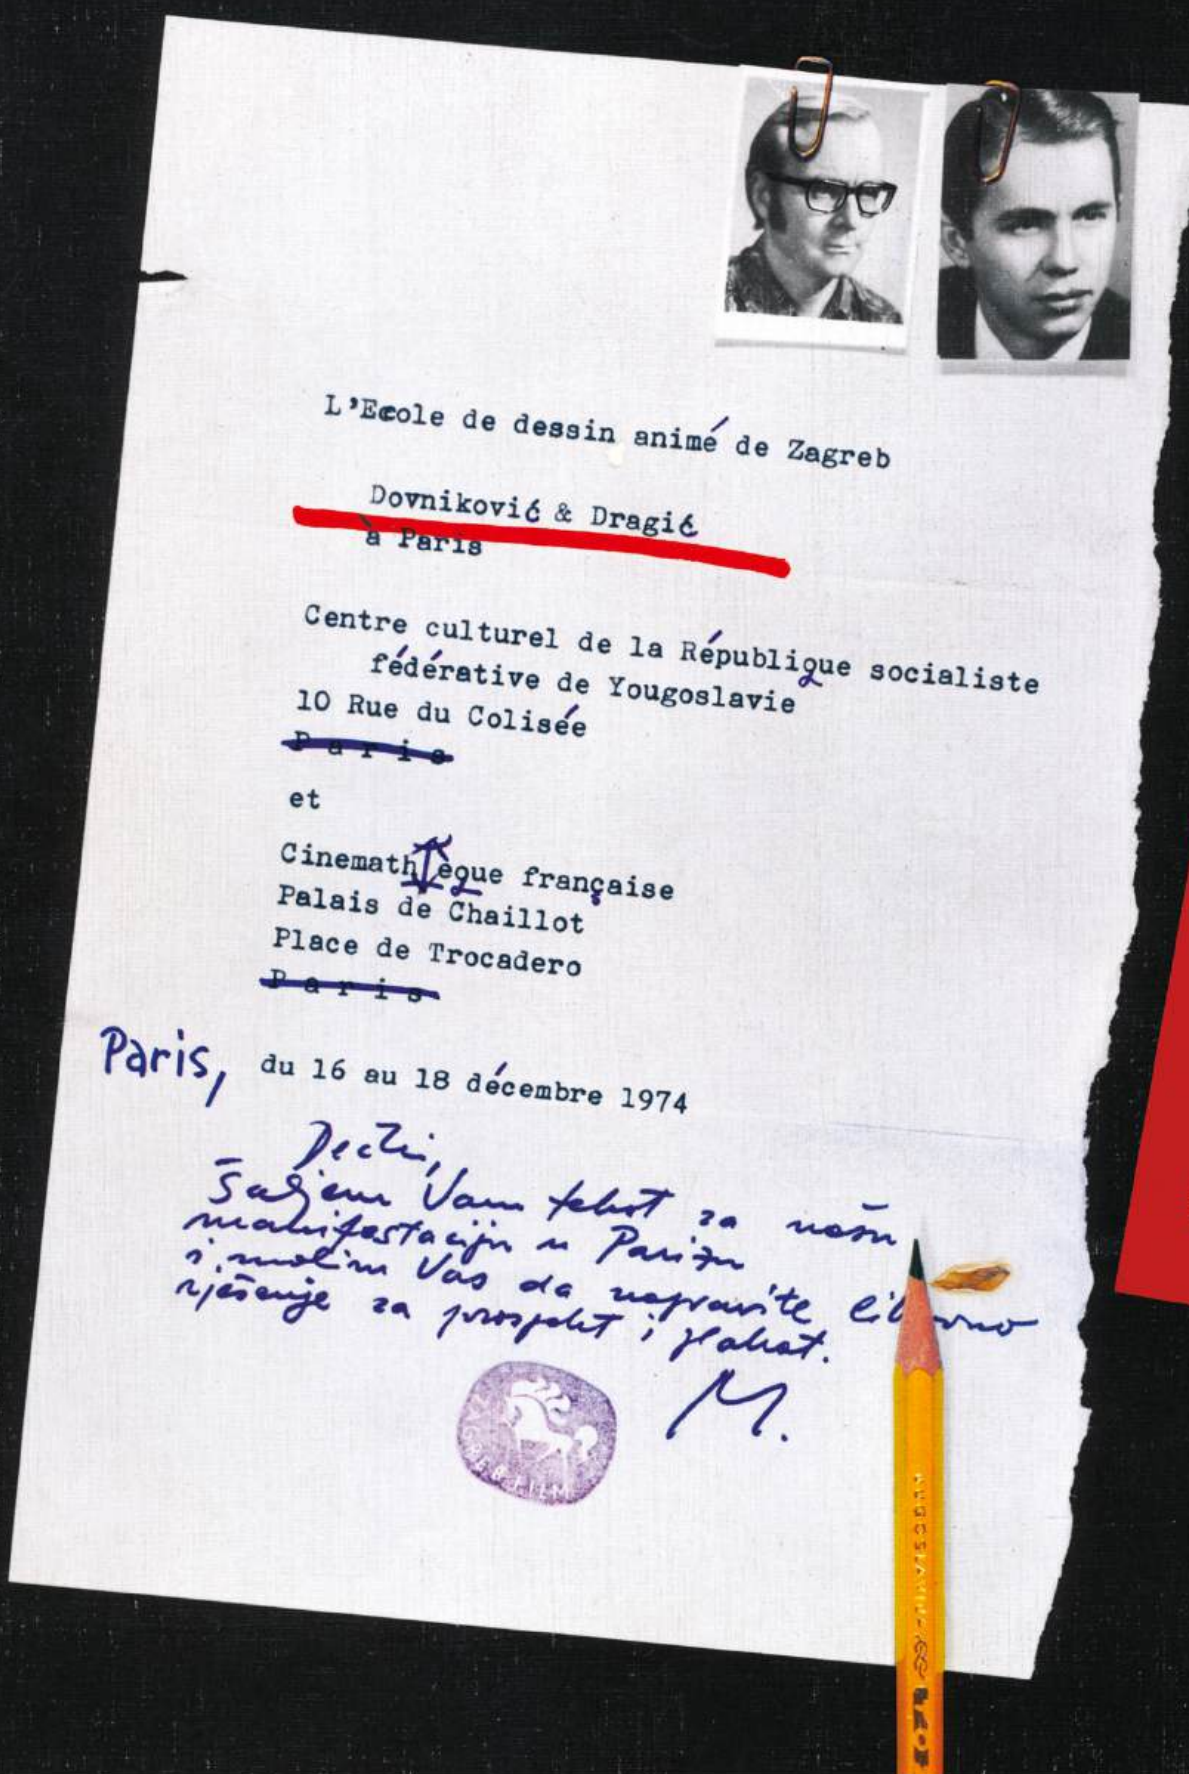 L'Ecole de dessin animé de Zagreb
Dovniković & Dragić
à Paris
Centre culturel de la République socialiste
fédérative de Yougoslavie
10 Rue du Colisée
Paris
et
Cinemathèque française
Palais de Chaillot
Place de Trocadero
Paris
Paris, du 16 au 18 décembre 1974
Šaljem Vam tekst za našu
manifestaciju u Parizu
i molim Vas da napravite likovno
rješenje za prospekt i plakat.
M.
ZAGREB FILM